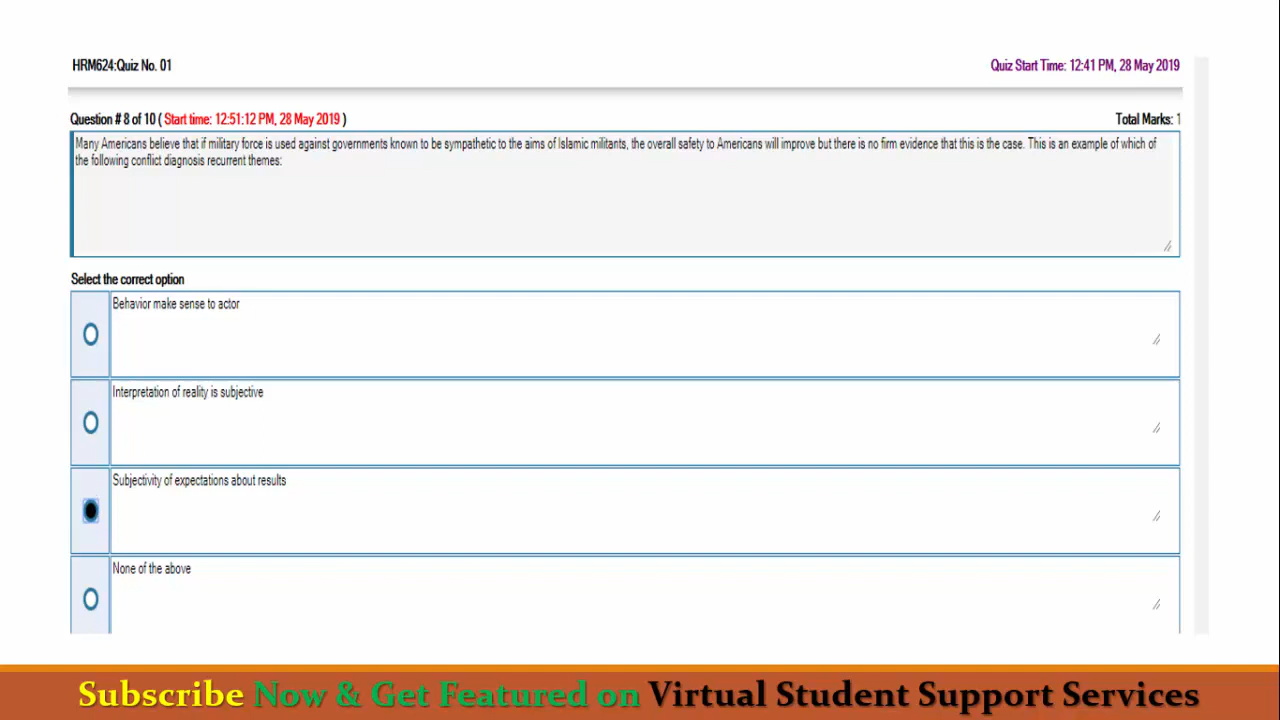 HRM624:Quiz No. 01
Quiz Start Time: 12:41 PM, 28 May 2019
Question # 8 of 10 ( Start time: 12:51:12 PM, 28 May 2019 )
Total Marks: 1
Many Americans believe that if military force is used against governments known to be sympathetic to the aims of Islamic militants, the overall safety to Americans will improve but there is no firm evidence that this is the case. This is an example of which of
the following conflict diagnosis recurrent themes:
Select the correct option
Behavior make sense to actor
Interpretation of reality is subjective
Subjectivity of expectations about results
None of the above
Subscribe Now & Get Featured on Virtual Student Support Services